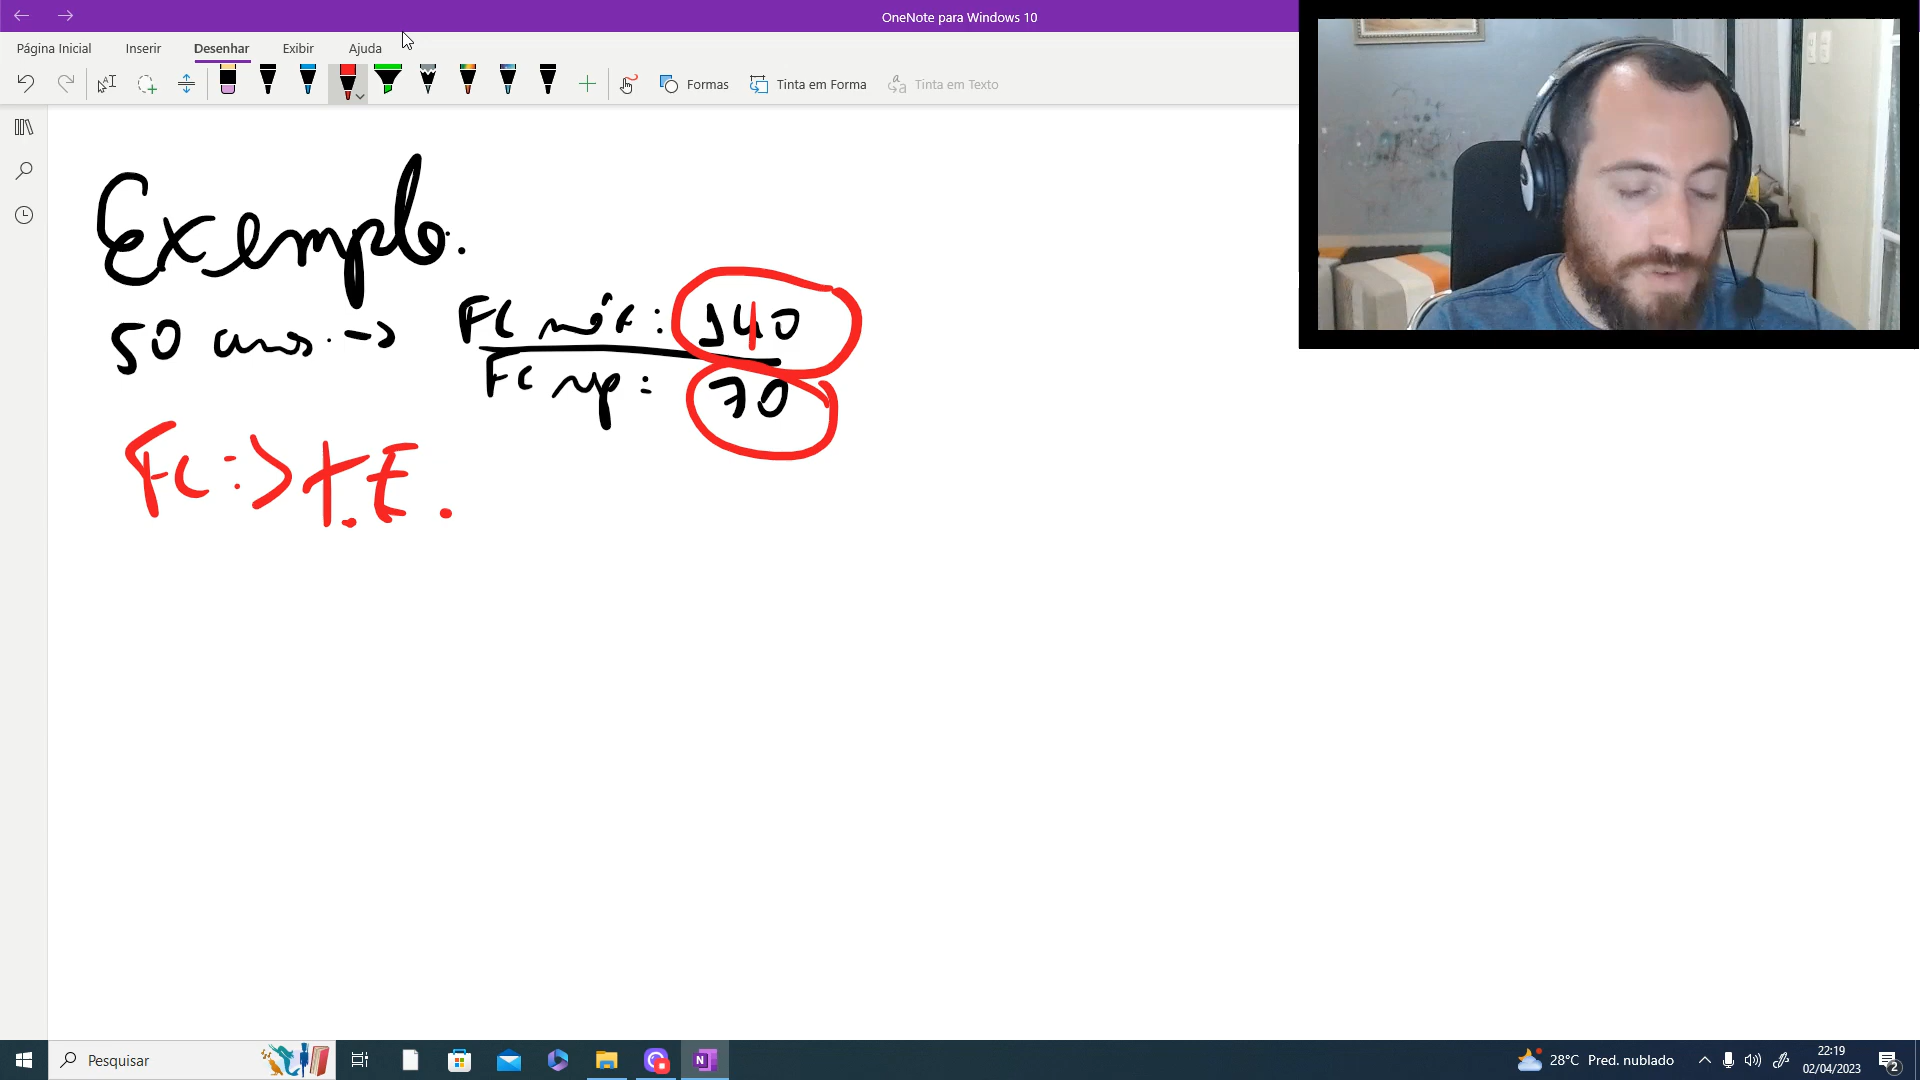 OneNote para Windows 10
Página Inicial Inserir Desenhar Exibir Ajuda
Formas Tinta em Forma Tinta em Texto
Exemplo.
50 anos. -> FC máx: 140
FC rep: 70
FC :> t.E.
Pesquisar
N
28°C Pred. nublado
22:19
02/04/2023
2